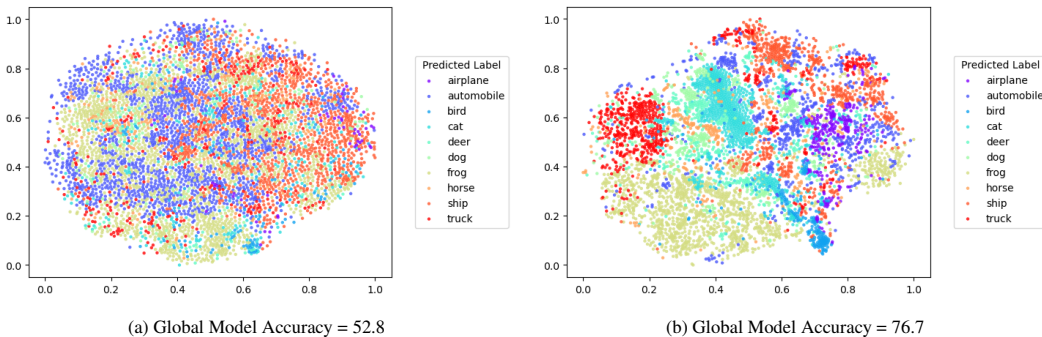 1.0
0.8
0.6
0.4
0.2
0.0
0.0 0.2 0.4 0.6 0.8 1.0
Predicted Label
airplane
automobile
bird
cat
deer
dog
frog
horse
ship
truck
(a) Global Model Accuracy = 52.8
1.0
0.8
0.6
0.4
0.2
0.0
0.0 0.2 0.4 0.6 0.8 1.0
Predicted Label
airplane
automobile
bird
cat
deer
dog
frog
horse
ship
truck
(b) Global Model Accuracy = 76.7